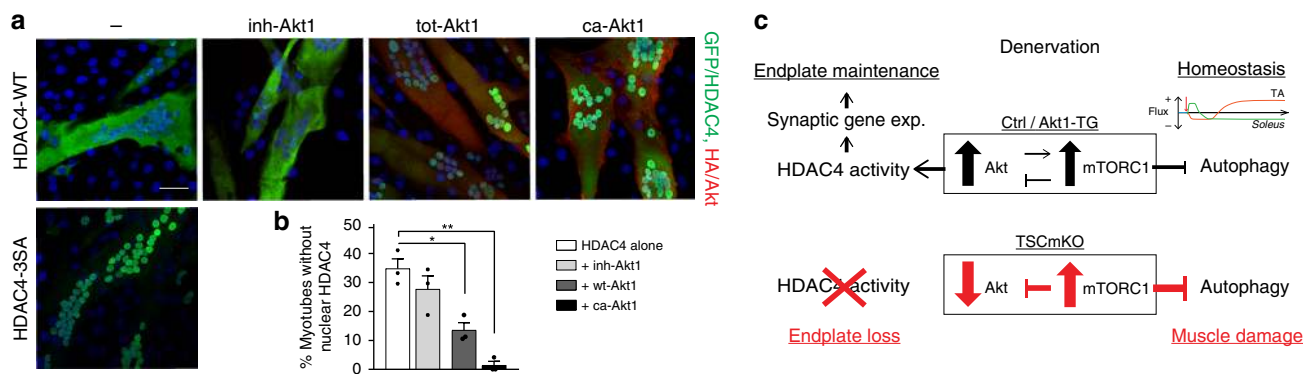 a
–
inh-Akt1
tot-Akt1
ca-Akt1
HDAC4-WT
HDAC4-3SA
GFP/HDAC4, HA/Akt
b
% Myotubes without
nuclear HDAC4
50
40
30
20
10
0
*
**
HDAC4 alone
+ inh-Akt1
+ wt-Akt1
+ ca-Akt1
c
Denervation
Endplate maintenance
Synaptic gene exp.
HDAC4 activity
Ctrl / Akt1-TG
Akt
mTORC1
Autophagy
Homeostasis
+
Flux
–
TA
Soleus
TSCmKO
HDAC4 activity
Akt
mTORC1
Autophagy
Endplate loss
Muscle damage